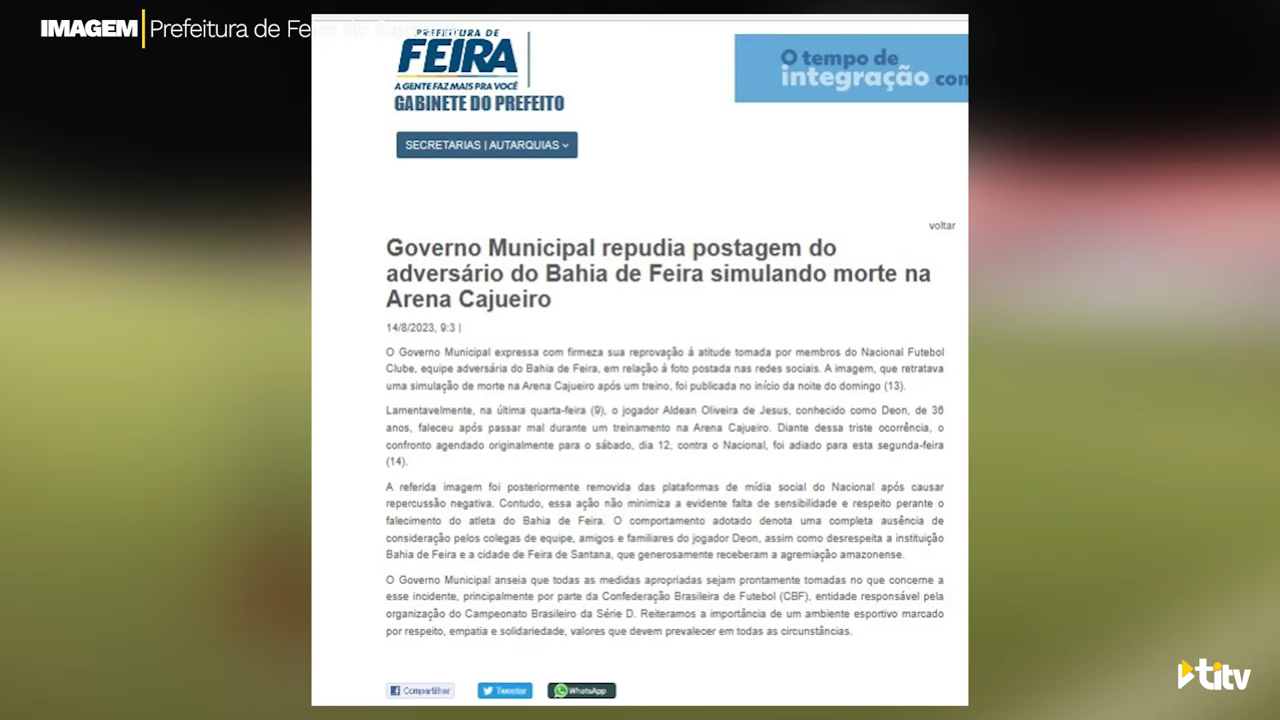 IMAGEM Prefeitura de Fe
PREFEITURA DE
FEIRA
A GENTE FAZ MAIS PRA VOCÊ
GABINETE DO PREFEITO
O tempo de
integração con
SECRETARIAS | AUTARQUIAS
voltar
Governo Municipal repudia postagem do
adversário do Bahia de Feira simulando morte na
Arena Cajueiro
14/8/2023, 9:3 |
O Governo Municipal expressa com firmeza sua reprovação à atitude tomada por membros do Nacional Futebol
Clube, equipe adversária do Bahia de Feira, em relação à foto postada nas redes sociais. A imagem, que retratava
uma simulação de morte na Arena Cajueiro após um treino, foi publicada no início da noite do domingo (13).
Lamentavelmente, na última quarta-feira (9), o jogador Aldean Oliveira de Jesus, conhecido como Deon, de 36
anos, faleceu após passar mal durante um treinamento na Arena Cajueiro. Diante dessa triste ocorrência, o
confronto agendado originalmente para o sábado, dia 12, contra o Nacional, foi adiado para esta segunda-feira
(14).
A referida imagem foi posteriormente removida das plataformas de mídia social do Nacional após causar
repercussão negativa. Contudo, essa ação não minimiza a evidente falta de sensibilidade e respeito perante o
falecimento do atleta do Bahia de Feira. O comportamento adotado denota uma completa ausência de
consideração pelos colegas de equipe, amigos e familiares do jogador Deon, assim como desrespeita a instituição
Bahia de Feira e a cidade de Feira de Santana, que generosamente receberam a agremiação amazonense.
O Governo Municipal anseia que todas as medidas apropriadas sejam prontamente tomadas no que concerne a
esse incidente, principalmente por parte da Confederação Brasileira de Futebol (CBF), entidade responsável pela
organização do Campeonato Brasileiro da Série D. Reiteramos a importância de um ambiente esportivo marcado
por respeito, empatia e solidariedade, valores que devem prevalecer em todas as circunstâncias.
Compartilhar Tweetar WhatsApp
titv